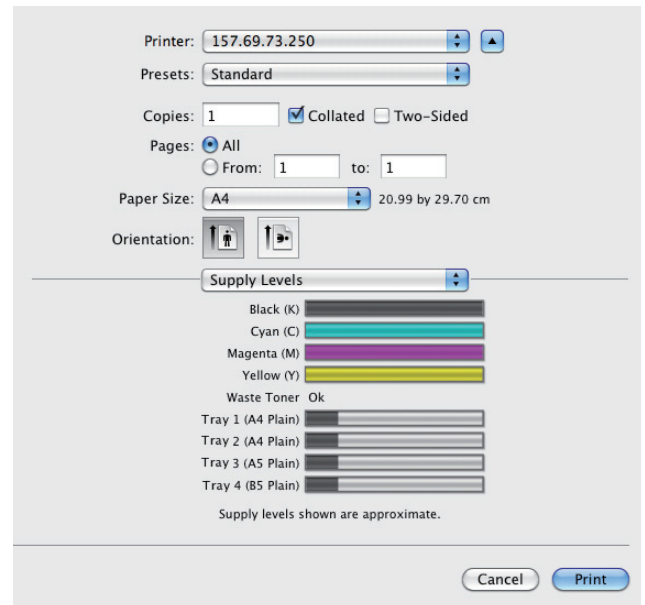 Printer: 157.69.73.250
Presets: Standard
Copies: 1 Collated Two-Sided
Pages: All
From: 1 to: 1
Paper Size: A4 20.99 by 29.70 cm
Orientation:
Supply Levels
Black (K)
Cyan (C)
Magenta (M)
Yellow (Y)
Waste Toner Ok
Tray 1 (A4 Plain)
Tray 2 (A4 Plain)
Tray 3 (A5 Plain)
Tray 4 (B5 Plain)
Supply levels shown are approximate.
Cancel Print